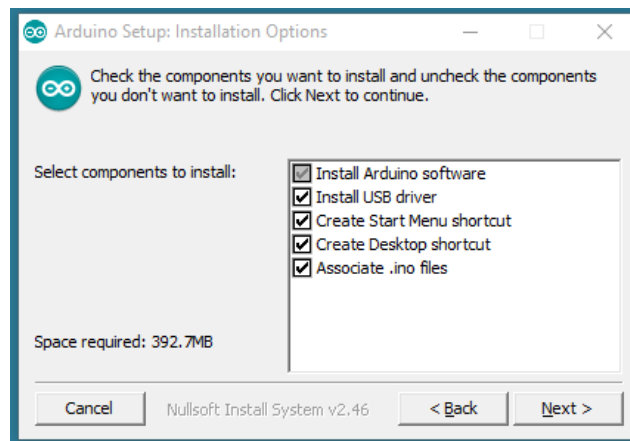 Arduino Setup: Installation Options
Check the components you want to install and uncheck the components
you don't want to install. Click Next to continue.
Select components to install:
Install Arduino software
Install USB driver
Create Start Menu shortcut
Create Desktop shortcut
Associate .ino files
Space required: 392.7MB
Cancel
Nullsoft Install System v2.46
< Back
Next >